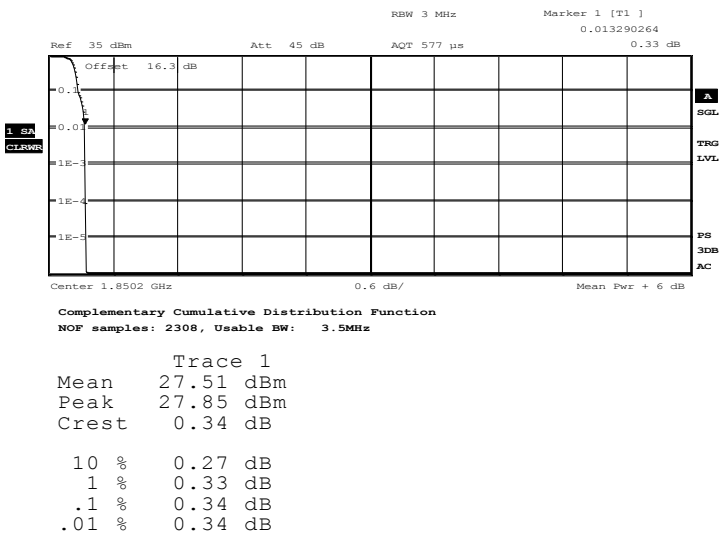 RBW 3 MHz Marker 1 [T1 ]
0.013290264
Ref 35 dBm Att 45 dB AQT 577 µs 0.33 dB
Offset 16.3 dB
0.1
A
SGL
1
0.01
1 SA
CLRWR
TRG
LVL
1E-3
1E-4
1E-5
PS
3DB
AC
Center 1.8502 GHz 0.6 dB/ Mean Pwr + 6 dB
Complementary Cumulative Distribution Function
NOF samples: 2308, Usable BW: 3.5MHz
Trace 1
Mean 27.51 dBm
Peak 27.85 dBm
Crest 0.34 dB
10 % 0.27 dB
1 % 0.33 dB
.1 % 0.34 dB
.01 % 0.34 dB